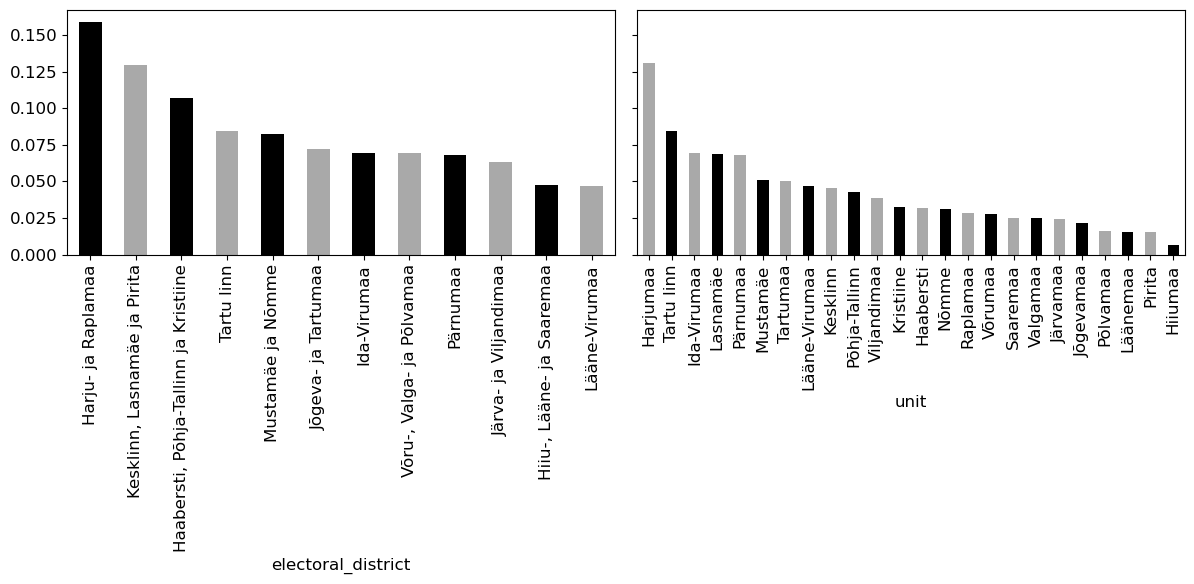 0.150
0.125
0.100
0.075
0.050
0.025
0.000
Harju- ja Raplamaa
Kesklinn, Lasnamäe ja Pirita
Haabersti, Põhja-Tallinn ja Kristiine
Tartu linn
Mustamäe ja Nõmme
Jõgeva- ja Tartumaa
Ida-Virumaa
Võru-, Valga- ja Põlvamaa
Pärnumaa
Järva- ja Viljandimaa
Hiiu-, Lääne- ja Saaremaa
Lääne-Virumaa
electoral_district
Harjumaa
Tartu linn
Ida-Virumaa
Lasnamäe
Pärnumaa
Mustamäe
Tartumaa
Lääne-Virumaa
Kesklinn
Põhja-Tallinn
Viljandimaa
Kristiine
Haabersti
Nõmme
Raplamaa
Võrumaa
Saaremaa
Valgamaa
Järvamaa
Jõgevamaa
Põlvamaa
Läänemaa
Pirita
Hiiumaa
unit